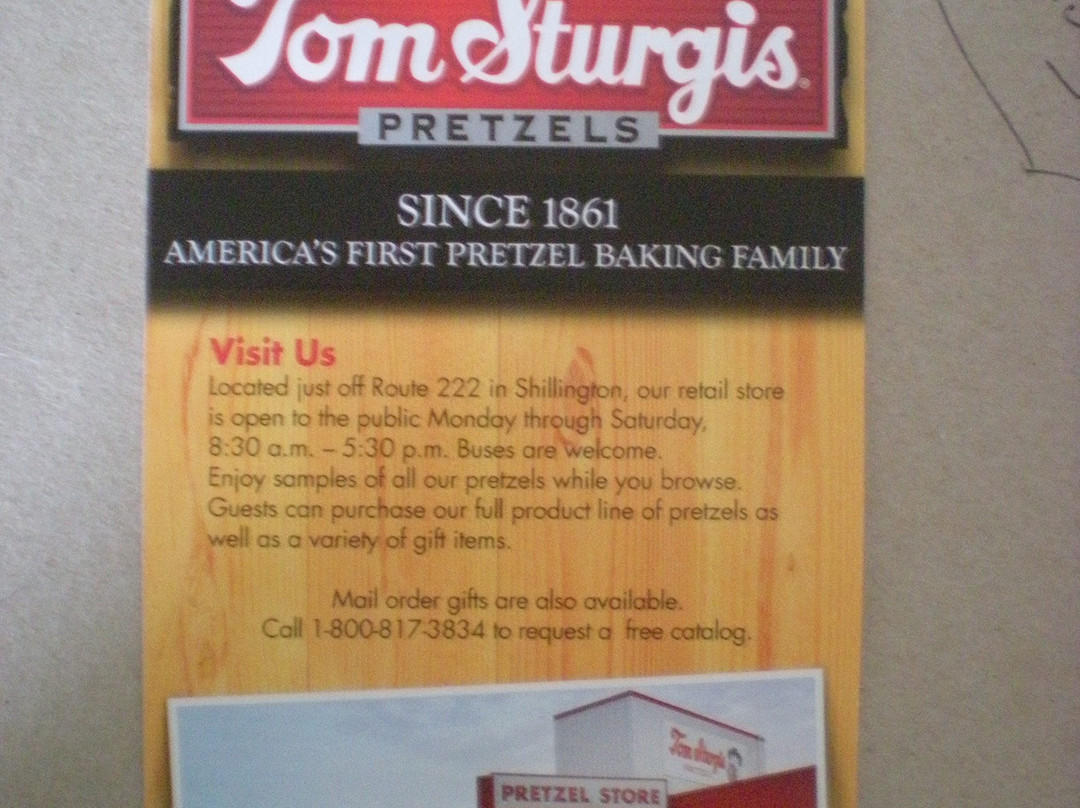 Tom Sturgis
PRETZELS
SINCE 1861
AMERICA'S FIRST PRETZEL BAKING FAMILY
Visit Us
Located just off Route 222 in Shillington, our retail store
is open to the public Monday through Saturday,
8:30 a.m. – 5:30 p.m. Buses are welcome.
Enjoy samples of all our pretzels while you browse.
Guests can purchase our full product line of pretzels as
well as a variety of gift items.
Mail order gifts are also available.
Call 1-800-817-3834 to request a free catalog.
Tom Sturgis
PRETZEL STORE